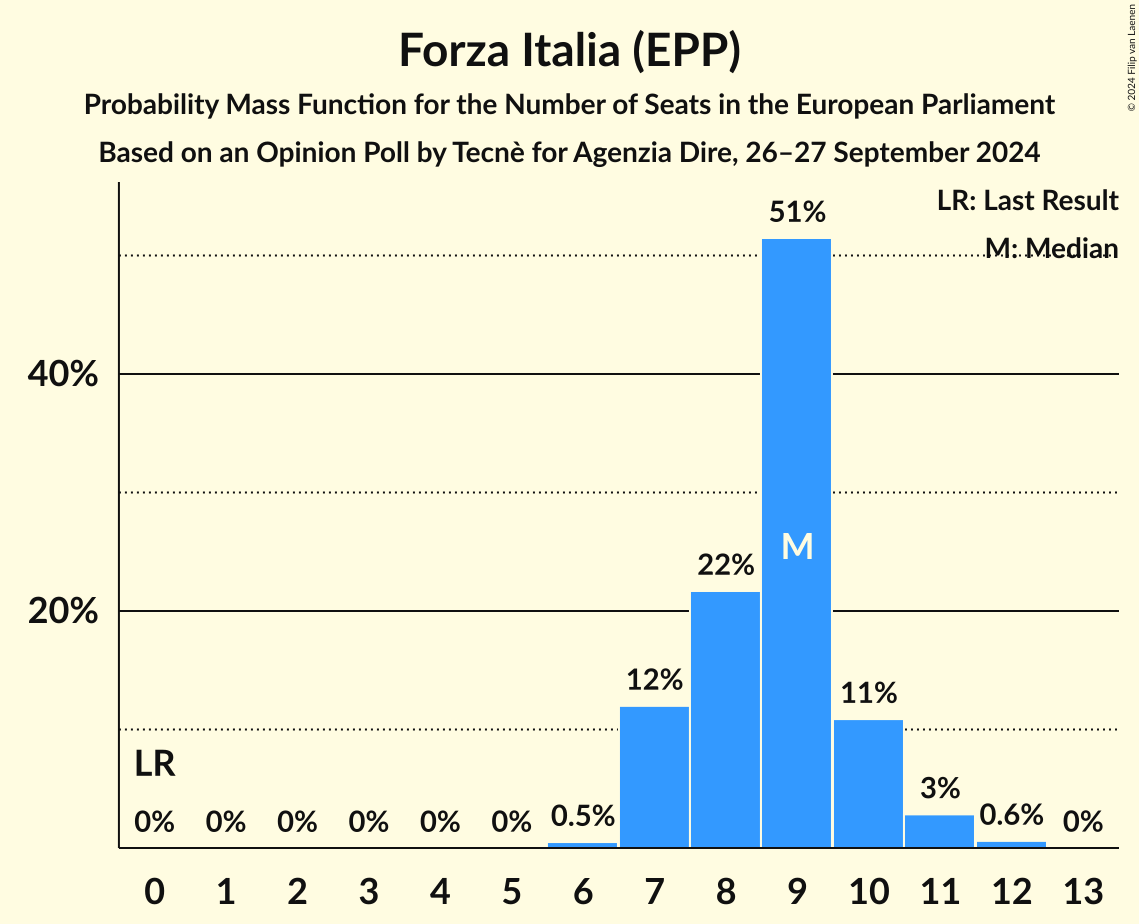 Forza Italia (EPP)
Probability Mass Function for the Number of Seats in the European Parliament
Based on an Opinion Poll by Tecnè for Agenzia Dire, 26–27 September 2024
© 2024 Filip van Laenen
LR: Last Result
M: Median
51%
40%
M
22%
20%
12%
11%
LR
3%
0% 0% 0% 0% 0% 0% 0.5% 0.6% 0%
0 1 2 3 4 5 6 7 8 9 10 11 12 13